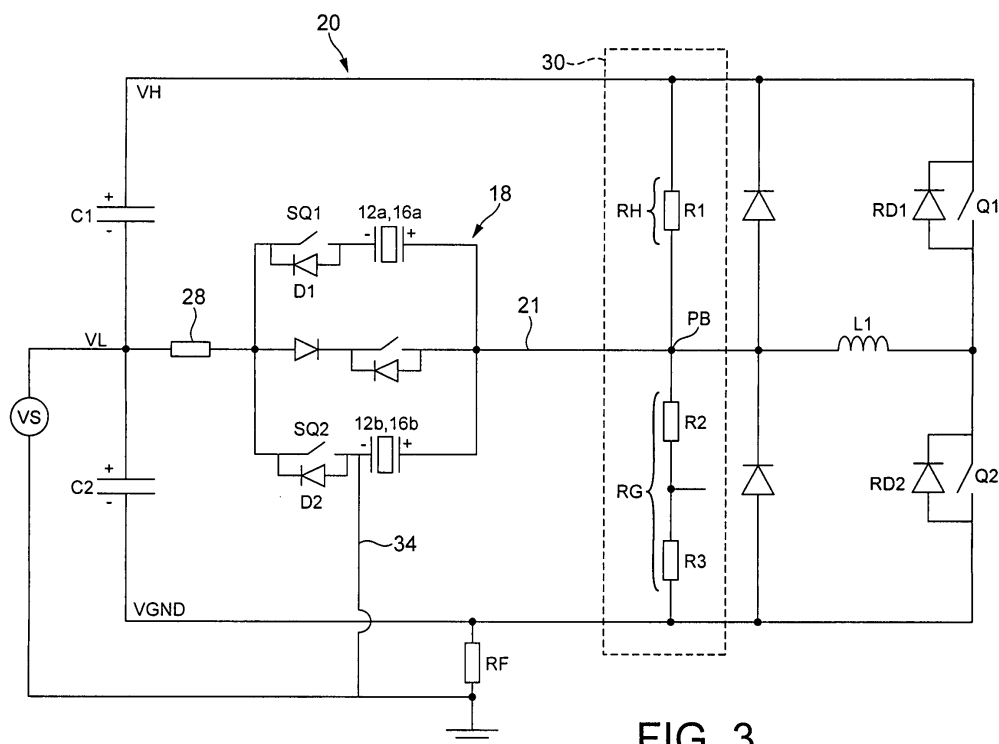 20
30
VH
C1
+
-
SQ1
12a,16a
-
+
18
D1
RH
R1
RD1
Q1
28
21
PB
L1
VL
VS
SQ2
12b,16b
-
+
D2
R2
C2
+
-
RG
RD2
Q2
34
R3
VGND
RF
FIG. 3